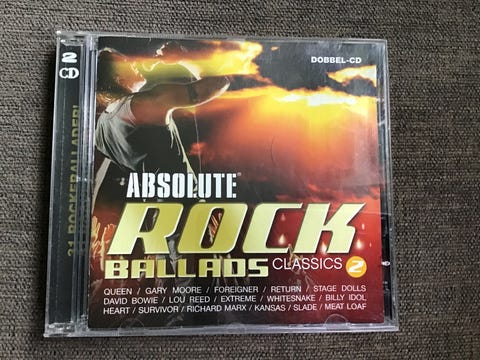 2
CD
31 ROCKEBALLADER!
DOBBEL-CD
ABSOLUTE®
ROCK
BALLADS
CLASSICS 2
QUEEN / GARY MOORE / FOREIGNER / RETURN / STAGE DOLLS
DAVID BOWIE / LOU REED / EXTREME / WHITESNAKE / BILLY IDOL
HEART / SURVIVOR / RICHARD MARX / KANSAS / SLADE / MEAT LOAF